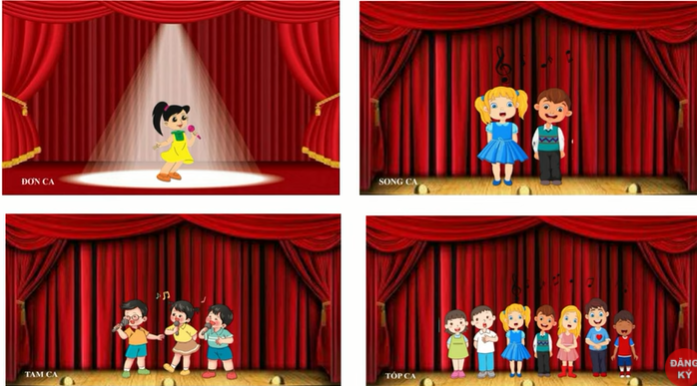 ĐƠN CA
SONG CA
TAM CA
TỐP CA
ĐĂNG
KÝ